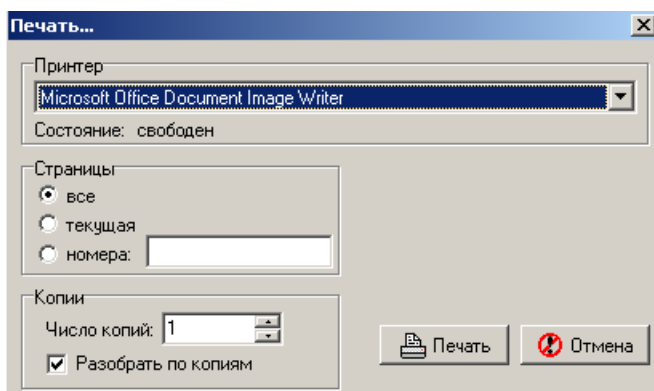 Печать...
Принтер
Microsoft Office Document Image Writer
Состояние: свободен
Страницы
все
текущая
номера:
Копии
Число копий: 1
Разобрать по копиям
Печать
Отмена